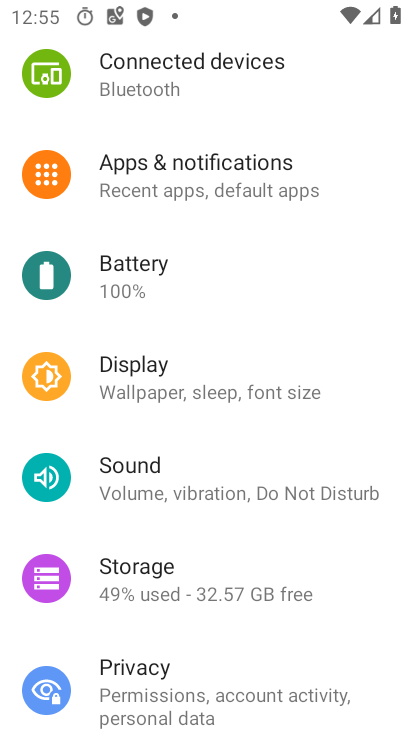 12:55
Connected devices
Bluetooth
Apps & notifications
Recent apps, default apps
Battery
100%
Display
Wallpaper, sleep, font size
Sound
Volume, vibration, Do Not Disturb
Storage
49% used - 32.57 GB free
Privacy
Permissions, account activity,
personal data